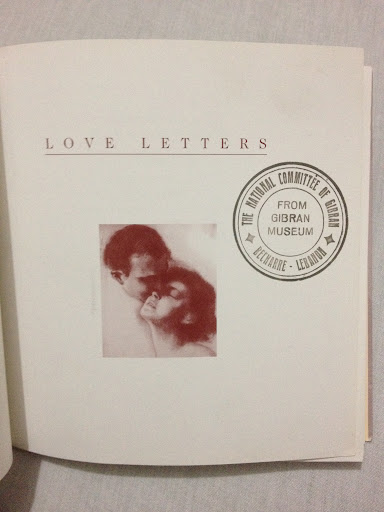 LOVE LETTERS
THE NATIONAL COMMITTEE OF GIBRAN
FROM
GIBRAN
MUSEUM
BECHARRE - LEBANON